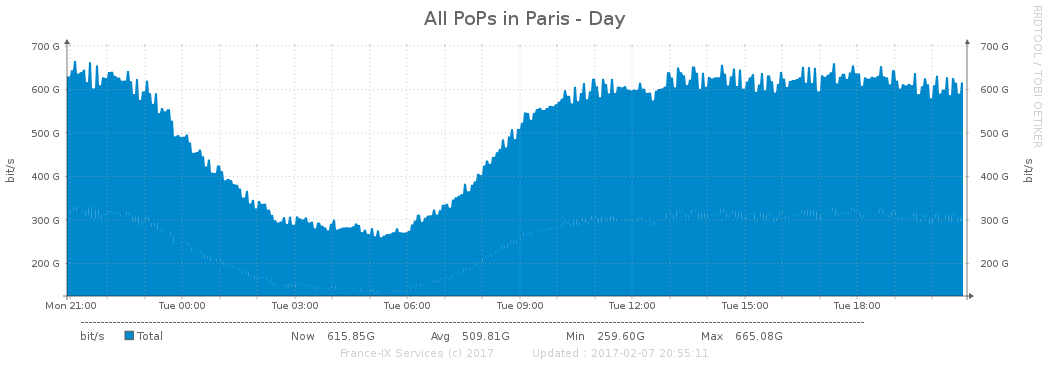 All PoPs in Paris - Day
RRDTOOL / TOBI OETIKER
700 G 700 G
600 G 600 G
500 G 500 G
400 G 400 G
300 G 300 G
200 G 200 G
bit/s bit/s
Mon 21:00 Tue 00:00 Tue 03:00 Tue 06:00 Tue 09:00 Tue 12:00 Tue 15:00 Tue 18:00
bit/s Total Now 615.85G Avg 509.81G Min 259.60G Max 665.08G
France-IX Services (c) 2017 Updated : 2017-02-07 20:55:11